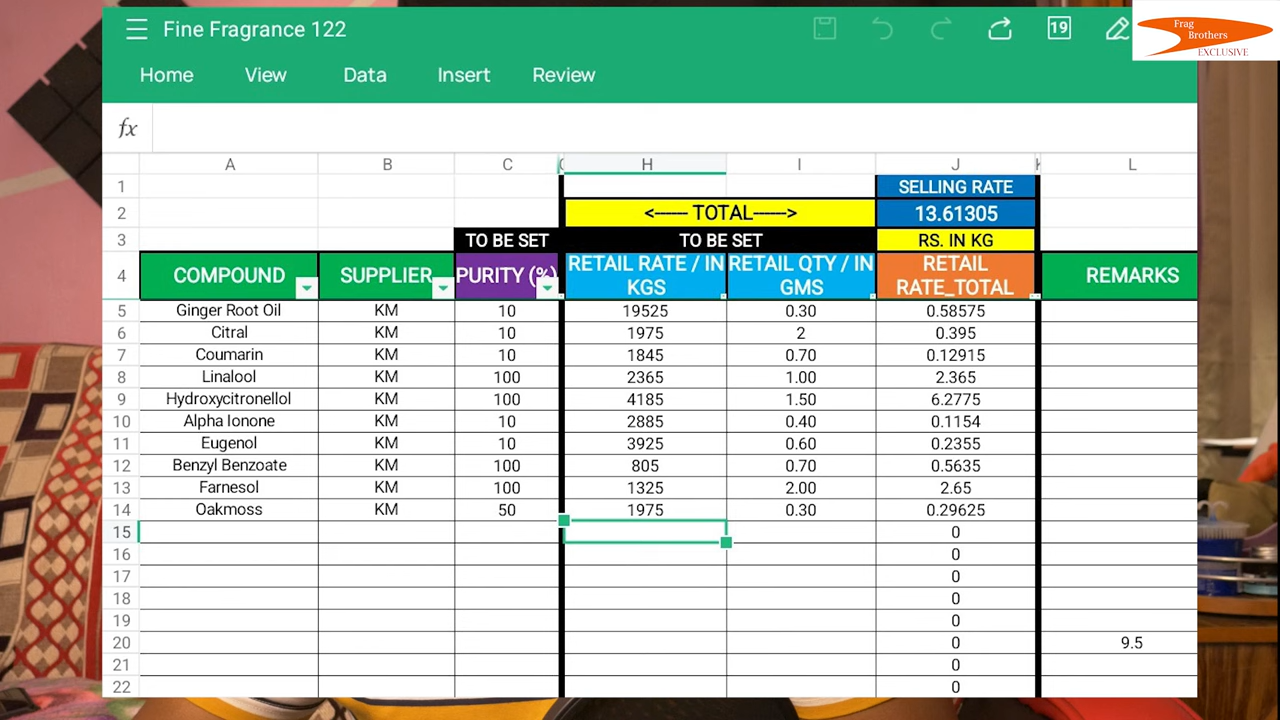 Fine Fragrance 122
19
Frag
Brothers
EXCLUSIVE
Home View Data Insert Review
fx
A B C H I J L
1 SELLING RATE
2 <------ TOTAL------> 13.61305
3 TO BE SET TO BE SET RS. IN KG
4 COMPOUND SUPPLIER PURITY (%) RETAIL RATE / IN KGS RETAIL QTY / IN GMS RETAIL RATE_TOTAL REMARKS
5 Ginger Root Oil KM 10 19525 0.30 0.58575
6 Citral KM 10 1975 2 0.395
7 Coumarin KM 10 1845 0.70 0.12915
8 Linalool KM 100 2365 1.00 2.365
9 Hydroxycitronellol KM 100 4185 1.50 6.2775
10 Alpha Ionone KM 10 2885 0.40 0.1154
11 Eugenol KM 10 3925 0.60 0.2355
12 Benzyl Benzoate KM 100 805 0.70 0.5635
13 Farnesol KM 100 1325 2.00 2.65
14 Oakmoss KM 50 1975 0.30 0.29625
15 0
16 0
17 0
18 0
19 0
20 0 9.5
21 0
22 0